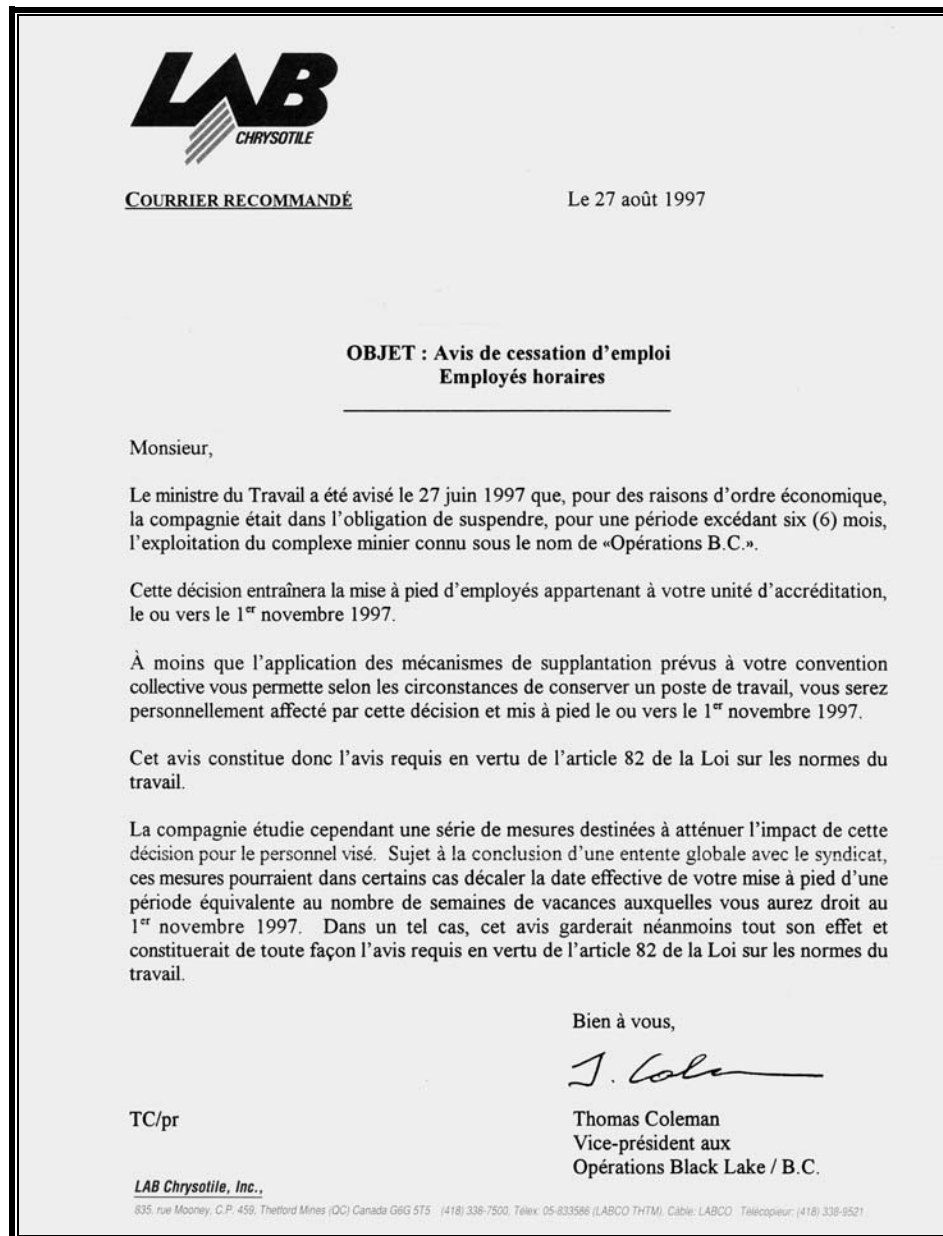 LAB
CHRYSOTILE
COURRIER RECOMMANDÉ
Le 27 août 1997
OBJET : Avis de cessation d'emploi
Employés horaires
Monsieur,
Le ministre du Travail a été avisé le 27 juin 1997 que, pour des raisons d'ordre économique,
la compagnie était dans l'obligation de suspendre, pour une période excédant six (6) mois,
l'exploitation du complexe minier connu sous le nom de «Opérations B.C.».
Cette décision entraînera la mise à pied d'employés appartenant à votre unité d'accréditation,
le ou vers le 1er novembre 1997.
À moins que l'application des mécanismes de supplantation prévus à votre convention
collective vous permette selon les circonstances de conserver un poste de travail, vous serez
personnellement affecté par cette décision et mis à pied le ou vers le 1er novembre 1997.
Cet avis constitue donc l'avis requis en vertu de l'article 82 de la Loi sur les normes du
travail.
La compagnie étudie cependant une série de mesures destinées à atténuer l'impact de cette
décision pour le personnel visé. Sujet à la conclusion d'une entente globale avec le syndicat,
ces mesures pourraient dans certains cas décaler la date effective de votre mise à pied d'une
période équivalente au nombre de semaines de vacances auxquelles vous aurez droit au
1er novembre 1997. Dans un tel cas, cet avis garderait néanmoins tout son effet et
constituerait de toute façon l'avis requis en vertu de l'article 82 de la Loi sur les normes du
travail.
Bien à vous,
TC/pr
Thomas Coleman
Vice-président aux
Opérations Black Lake / B.C.
LAB Chrysotile, Inc.,
835, rue Mooney, C.P. 459, Thetford Mines (QC) Canada G6G 5T5 (418) 338-7500, Télex: 05-833586 (LABCO THTM), Câble: LABCO Télécopieur: (418) 338-9521